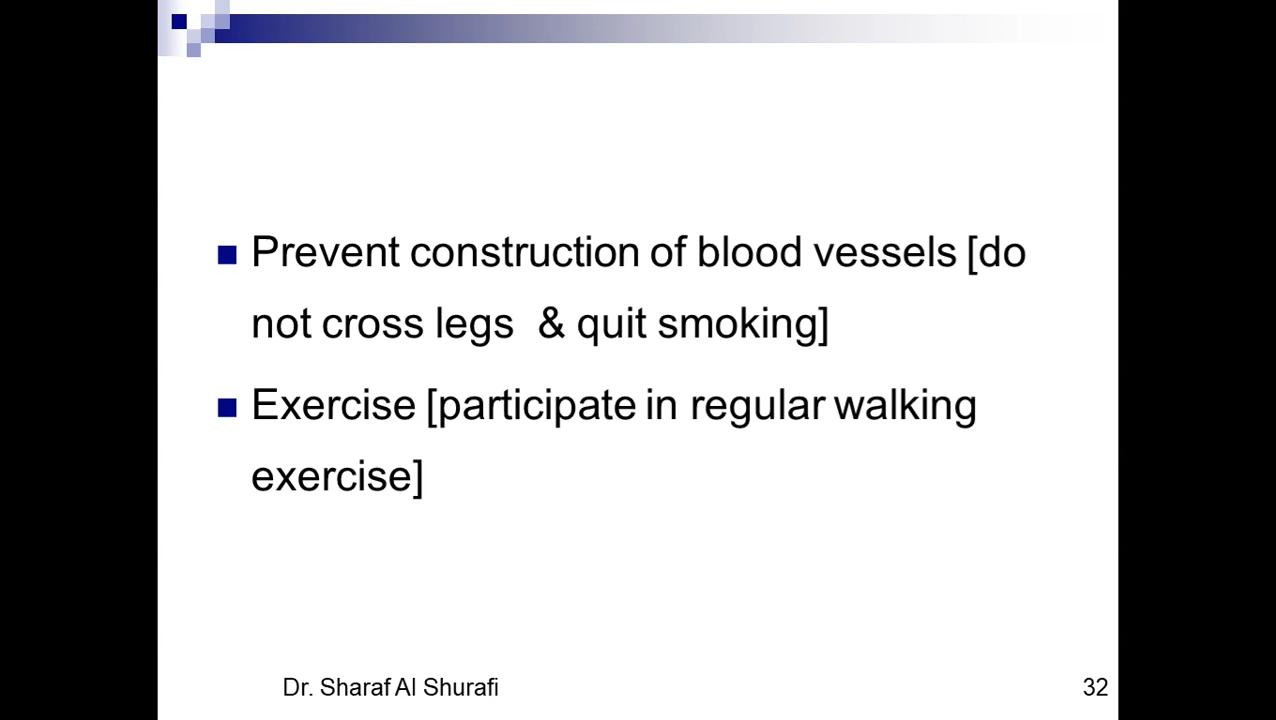 Prevent construction of blood vessels [do
not cross legs & quit smoking]
Exercise [participate in regular walking
exercise]
Dr. Sharaf Al Shurafi
32